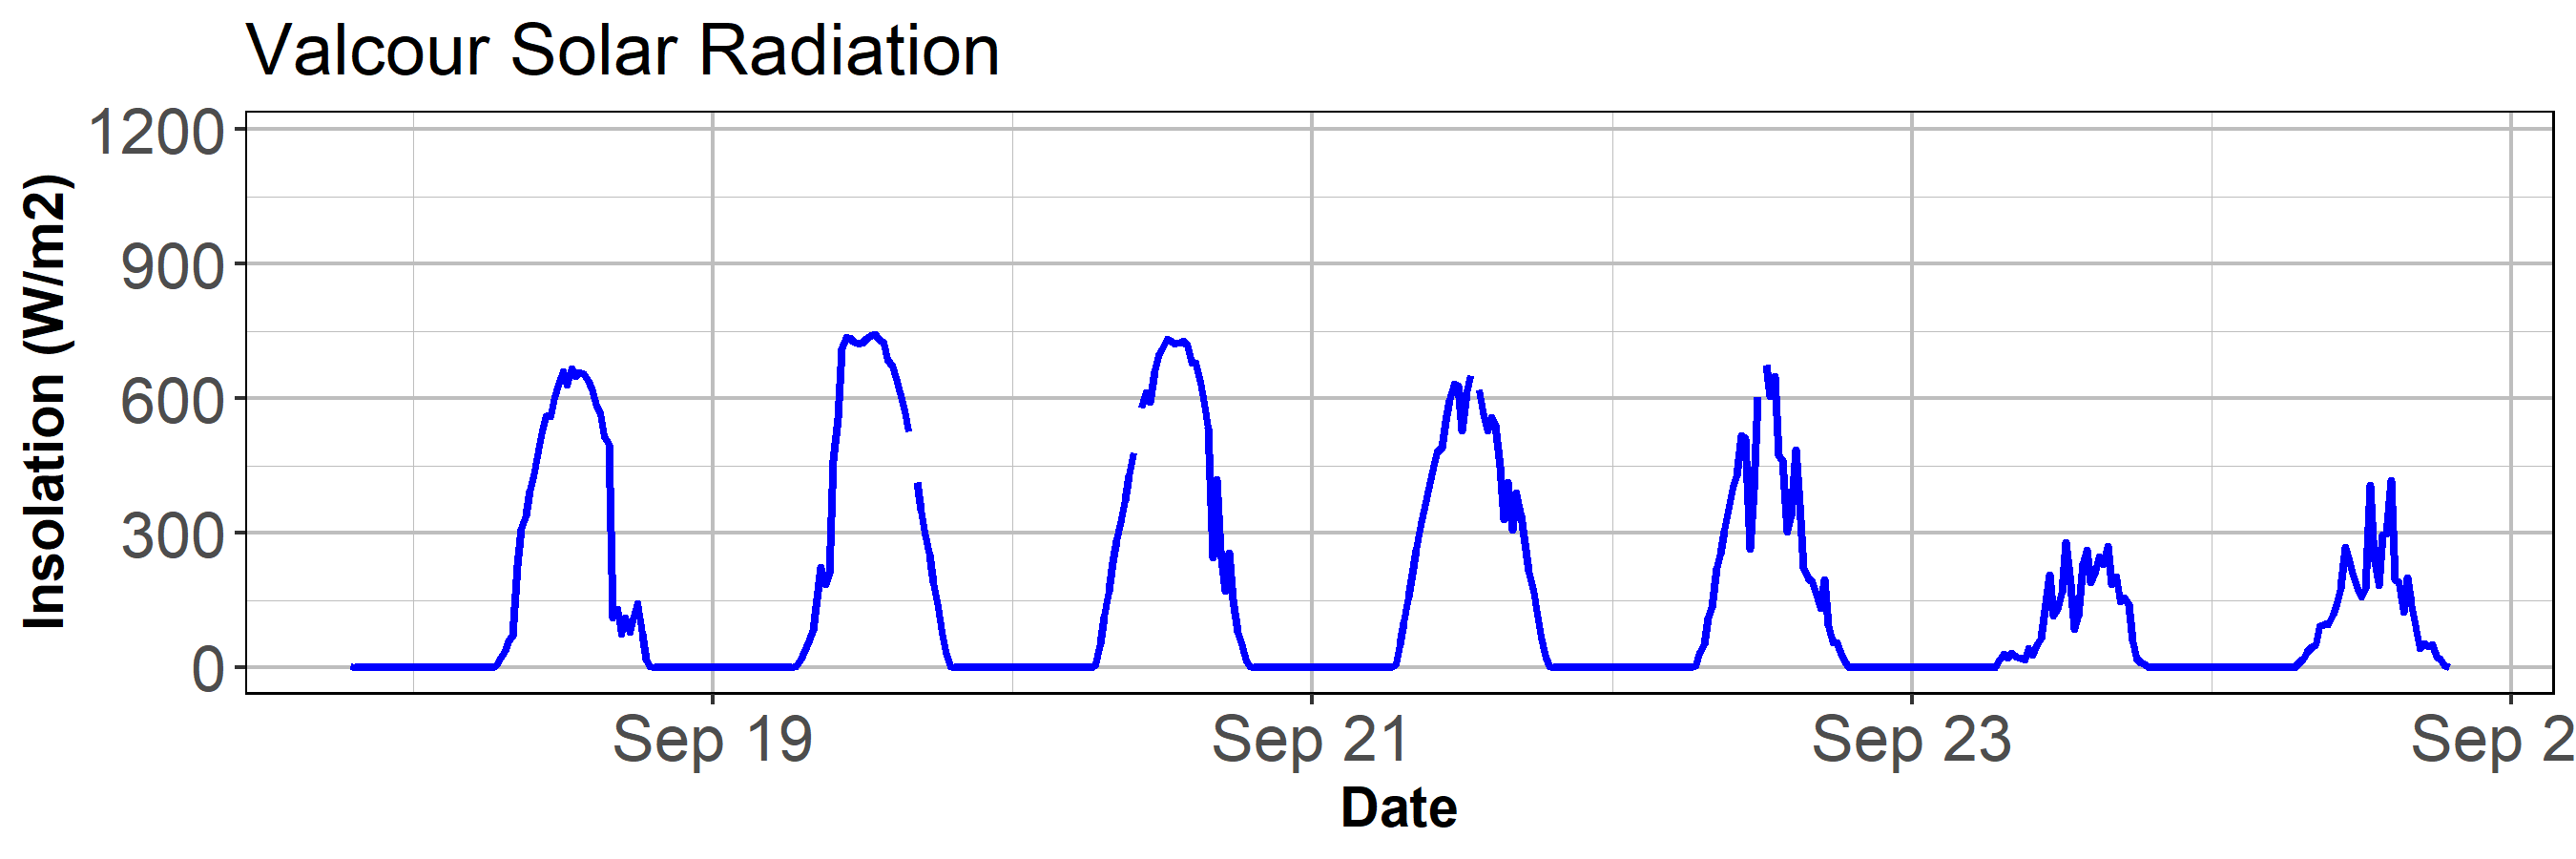 Valcour Solar Radiation
1200
900
600
300
0
Insolation (W/m2)
Sep 19 Sep 21 Sep 23 Sep 2
Date